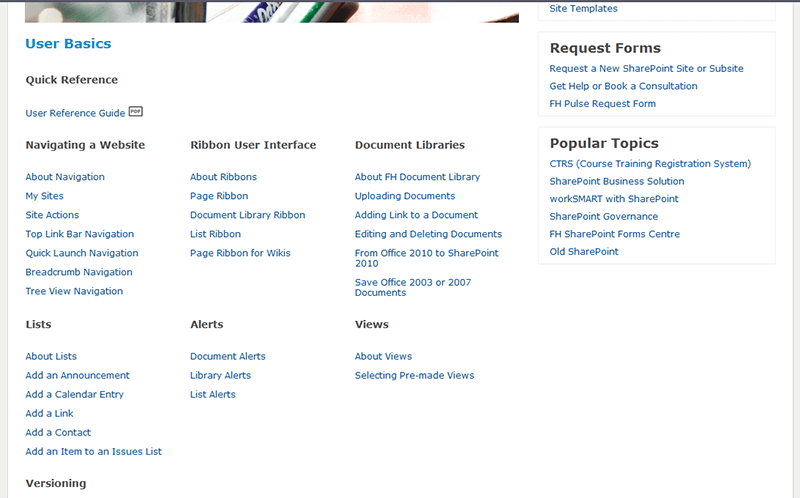 Site Templates
User Basics
Quick Reference
User Reference Guide PDF
Navigating a Website
About Navigation
My Sites
Site Actions
Top Link Bar Navigation
Quick Launch Navigation
Breadcrumb Navigation
Tree View Navigation
Ribbon User Interface
About Ribbons
Page Ribbon
Document Library Ribbon
List Ribbon
Page Ribbon for Wikis
Document Libraries
About FH Document Library
Uploading Documents
Adding Link to a Document
Editing and Deleting Documents
From Office 2010 to SharePoint
2010
Save Office 2003 or 2007
Documents
Lists
About Lists
Add an Announcement
Add a Calendar Entry
Add a Link
Add a Contact
Add an Item to an Issues List
Alerts
Document Alerts
Library Alerts
List Alerts
Views
About Views
Selecting Pre-made Views
Versioning
Request Forms
Request a New SharePoint Site or Subsite
Get Help or Book a Consultation
FH Pulse Request Form
Popular Topics
CTRS (Course Training Registration System)
SharePoint Business Solution
workSMART with SharePoint
SharePoint Governance
FH SharePoint Forms Centre
Old SharePoint